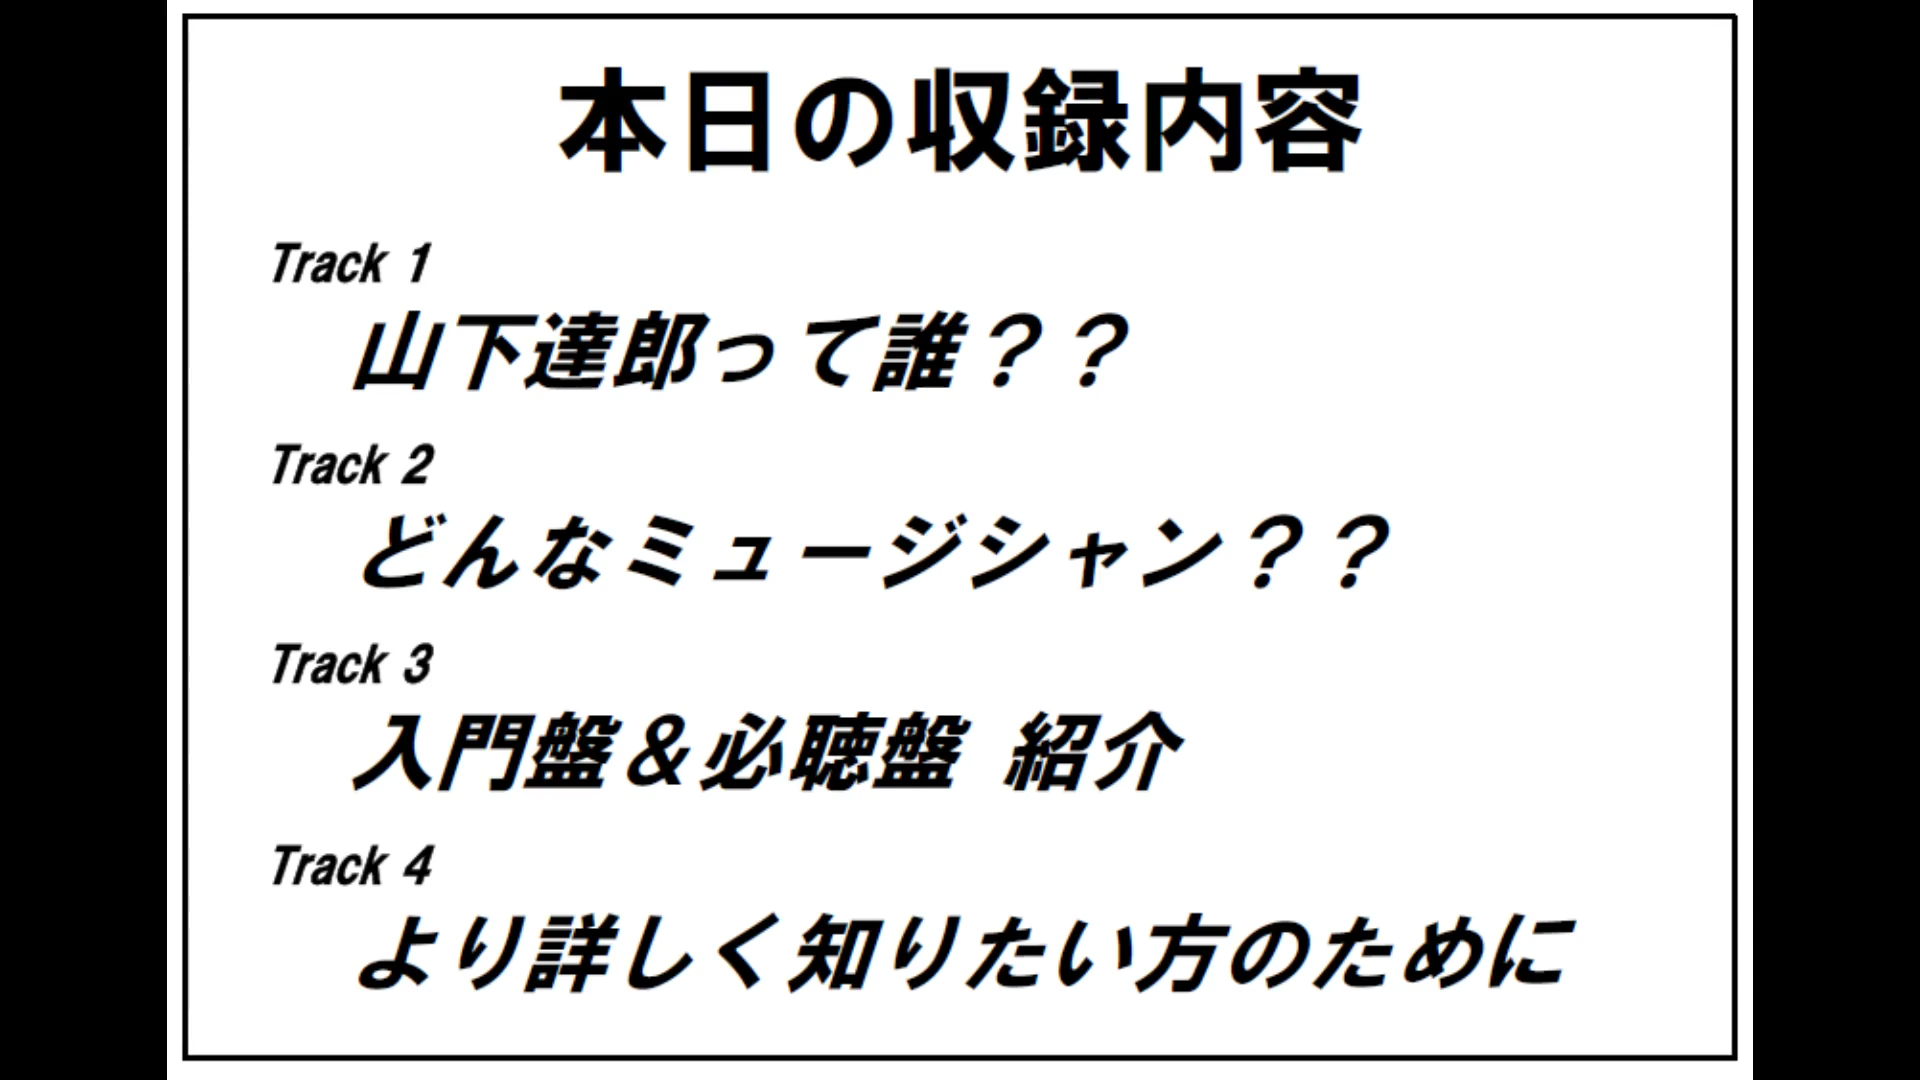 本日の収録内容
Track 1
山下達郎って誰？？
Track 2
どんなミュージシャン？？
Track 3
入門盤＆必聴盤 紹介
Track 4
より詳しく知りたい方のために